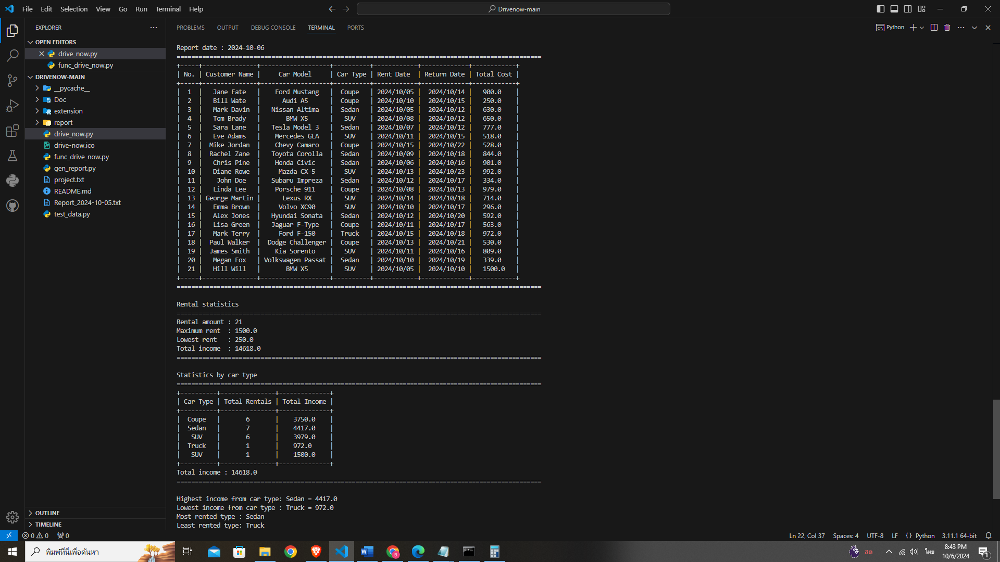 File Edit Selection View Go Run Terminal Help
Drivenow-main
EXPLORER
OPEN EDITORS
drive_now.py
func_drive_now.py
DRIVENOW-MAIN
__pycache__
Doc
extension
report
drive_now.py
drive-now.ico
func_drive_now.py
gen_report.py
project.txt
README.md
Report_2024-10-05.txt
test_data.py
OUTLINE
TIMELINE
PROBLEMS OUTPUT DEBUG CONSOLE TERMINAL PORTS
Python
Report date : 2024-10-06
| No. | Customer Name | Car Model | Car Type | Rent Date | Return Date | Total Cost |
| 1 | Jane Fate | Ford Mustang | Coupe | 2024/10/05 | 2024/10/14 | 900.0 |
| 2 | Bill Wate | Audi A5 | Coupe | 2024/10/10 | 2024/10/15 | 250.0 |
| 3 | Mark Davin | Nissan Altima | Sedan | 2024/10/05 | 2024/10/12 | 630.0 |
| 4 | Tom Brady | BMW X5 | SUV | 2024/10/08 | 2024/10/12 | 650.0 |
| 5 | Sara Lane | Tesla Model 3 | Sedan | 2024/10/07 | 2024/10/12 | 777.0 |
| 6 | Eve Adams | Mercedes GLA | SUV | 2024/10/11 | 2024/10/15 | 518.0 |
| 7 | Mike Jordan | Chevy Camaro | Coupe | 2024/10/15 | 2024/10/22 | 528.0 |
| 8 | Rachel Zane | Toyota Corolla | Sedan | 2024/10/09 | 2024/10/18 | 844.0 |
| 9 | Chris Pine | Honda Civic | Sedan | 2024/10/06 | 2024/10/16 | 901.0 |
| 10 | Diane Rowe | Mazda CX-5 | SUV | 2024/10/13 | 2024/10/23 | 992.0 |
| 11 | John Doe | Subaru Impreza | Sedan | 2024/10/12 | 2024/10/17 | 334.0 |
| 12 | Linda Lee | Porsche 911 | Coupe | 2024/10/08 | 2024/10/13 | 979.0 |
| 13 | George Martin | Lexus RX | SUV | 2024/10/14 | 2024/10/18 | 714.0 |
| 14 | Emma Brown | Volvo XC90 | SUV | 2024/10/10 | 2024/10/17 | 296.0 |
| 15 | Alex Jones | Hyundai Sonata | Sedan | 2024/10/12 | 2024/10/20 | 592.0 |
| 16 | Lisa Green | Jaguar F-Type | Coupe | 2024/10/11 | 2024/10/17 | 563.0 |
| 17 | Mark Terry | Ford F-150 | Truck | 2024/10/15 | 2024/10/18 | 972.0 |
| 18 | Paul Walker | Dodge Challenger | Coupe | 2024/10/13 | 2024/10/21 | 530.0 |
| 19 | James Smith | Kia Sorento | SUV | 2024/10/11 | 2024/10/16 | 809.0 |
| 20 | Megan Fox | Volkswagen Passat | Sedan | 2024/10/10 | 2024/10/19 | 339.0 |
| 21 | Hill Will | BMW X5 | SUV | 2024/10/05 | 2024/10/10 | 1500.0 |
Rental statistics
Rental amount : 21
Maximum rent : 1500.0
Lowest rent : 250.0
Total income : 14618.0
Statistics by car type
| Car Type | Total Rentals | Total Income |
| Coupe | 6 | 3750.0 |
| Sedan | 7 | 4417.0 |
| SUV | 6 | 3979.0 |
| Truck | 1 | 972.0 |
| SUV | 1 | 1500.0 |
Total income : 14618.0
Highest income from car type: Sedan = 4417.0
Lowest income from car type : Truck = 972.0
Most rented type : Sedan
Least rented type: Truck
0 0 0
Ln 22, Col 37 Spaces: 4 UTF-8 LF {} Python 3.11.1 64-bit
พิมพ์ที่นี่เพื่อค้นหา
สด
ไทย
8:43 PM
10/6/2024
1